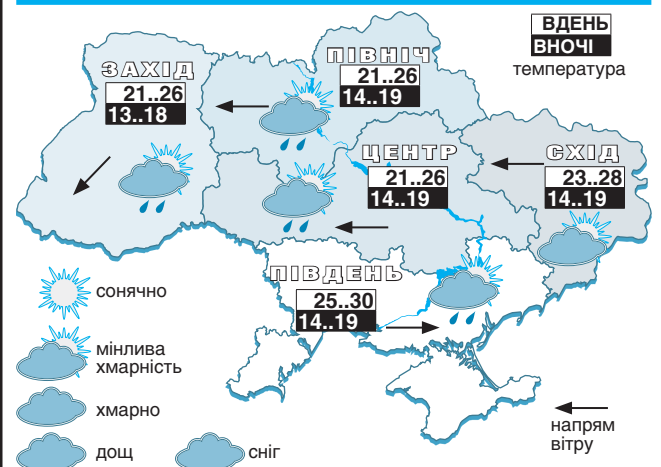 ВДЕНЬ
ВНОЧІ
температура
ПІВНІЧ
21..26
14..19
ЗАХІД
21..26
13..18
ЦЕНТР
21..26
14..19
СХІД
23..28
14..19
ПІВДЕНЬ
25..30
14..19
сонячно
мінлива
хмарність
хмарно
дощ
сніг
напрям
вітру